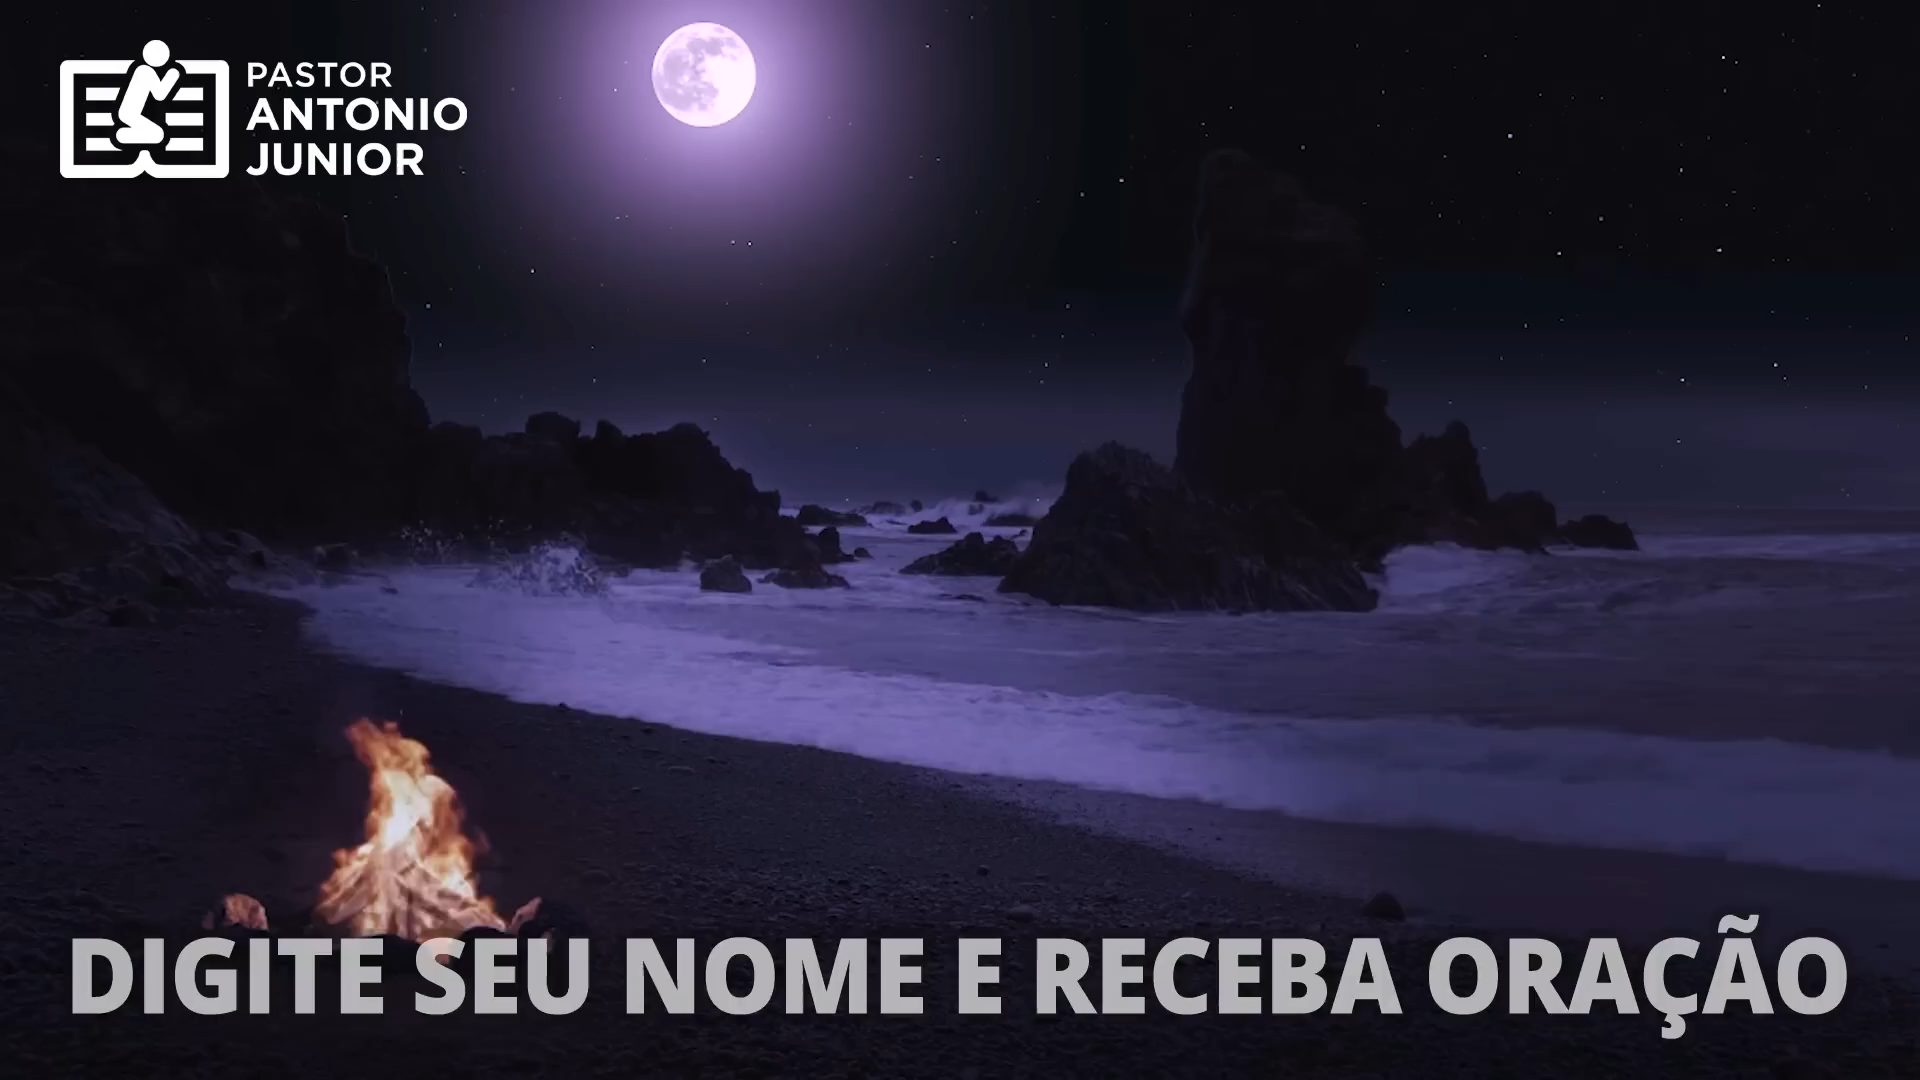 PASTOR
ANTONIO
JUNIOR
DIGITE SEU NOME E RECEBA ORAÇÃO